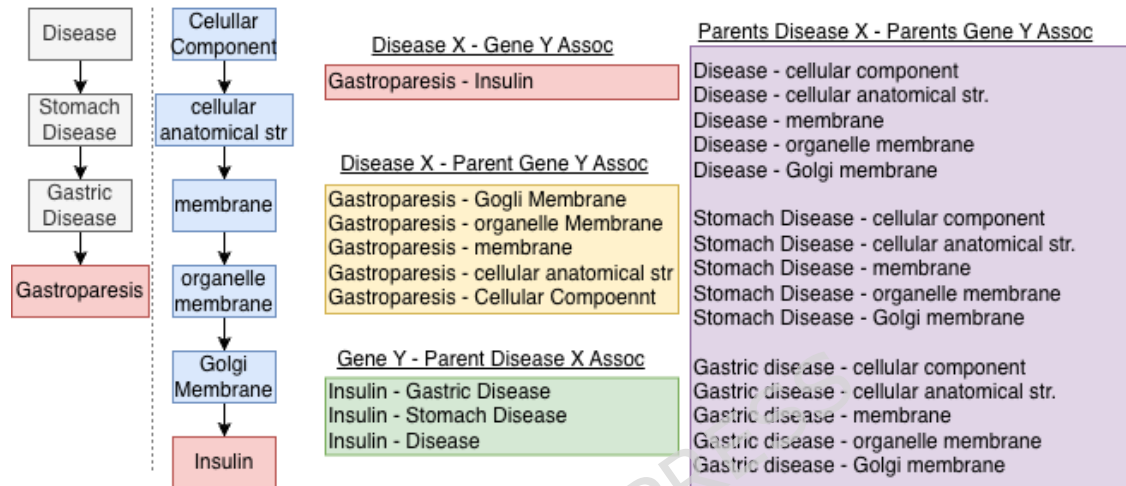 Disease
Stomach
Disease
Gastric
Disease
Gastroparesis
Celullar
Component
cellular
anatomical str
membrane
organelle
membrane
Golgi
Membrane
Insulin
Disease X - Gene Y Assoc
Gastroparesis - Insulin
Disease X - Parent Gene Y Assoc
Gastroparesis - Gogli Membrane
Gastroparesis - organelle Membrane
Gastroparesis - membrane
Gastroparesis - cellular anatomical str
Gastroparesis - Cellular Compoennt
Gene Y - Parent Disease X Assoc
Insulin - Gastric Disease
Insulin - Stomach Disease
Insulin - Disease
Parents Disease X - Parents Gene Y Assoc
Disease - cellular component
Disease - cellular anatomical str.
Disease - membrane
Disease - organelle membrane
Disease - Golgi membrane
Stomach Disease - cellular component
Stomach Disease - cellular anatomical str.
Stomach Disease - membrane
Stomach Disease - organelle membrane
Stomach Disease - Golgi membrane
Gastric disease - cellular component
Gastric disease - cellular anatomical str.
Gastric disease - membrane
Gastric disease - organelle membrane
Gastric disease - Golgi membrane